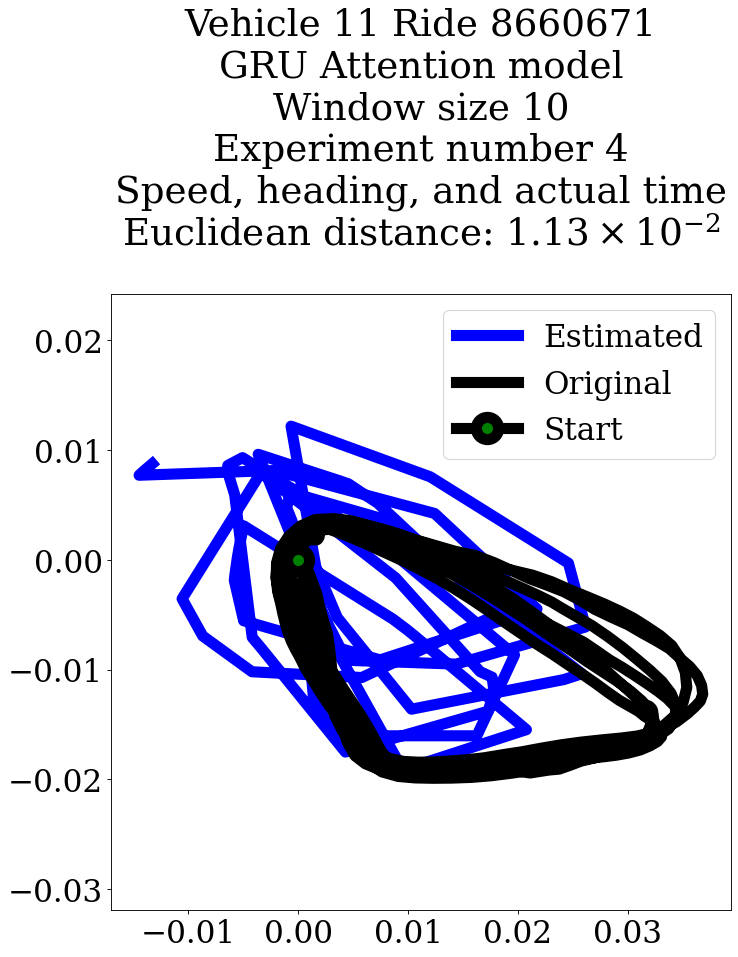 Vehicle 11 Ride 8660671
GRU Attention model
Window size 10
Experiment number 4
Speed, heading, and actual time
Euclidean distance: 1.13 × 10⁻²
Estimated
Original
Start
0.02
0.01
0.00
−0.01
−0.02
−0.03
−0.01 0.00 0.01 0.02 0.03